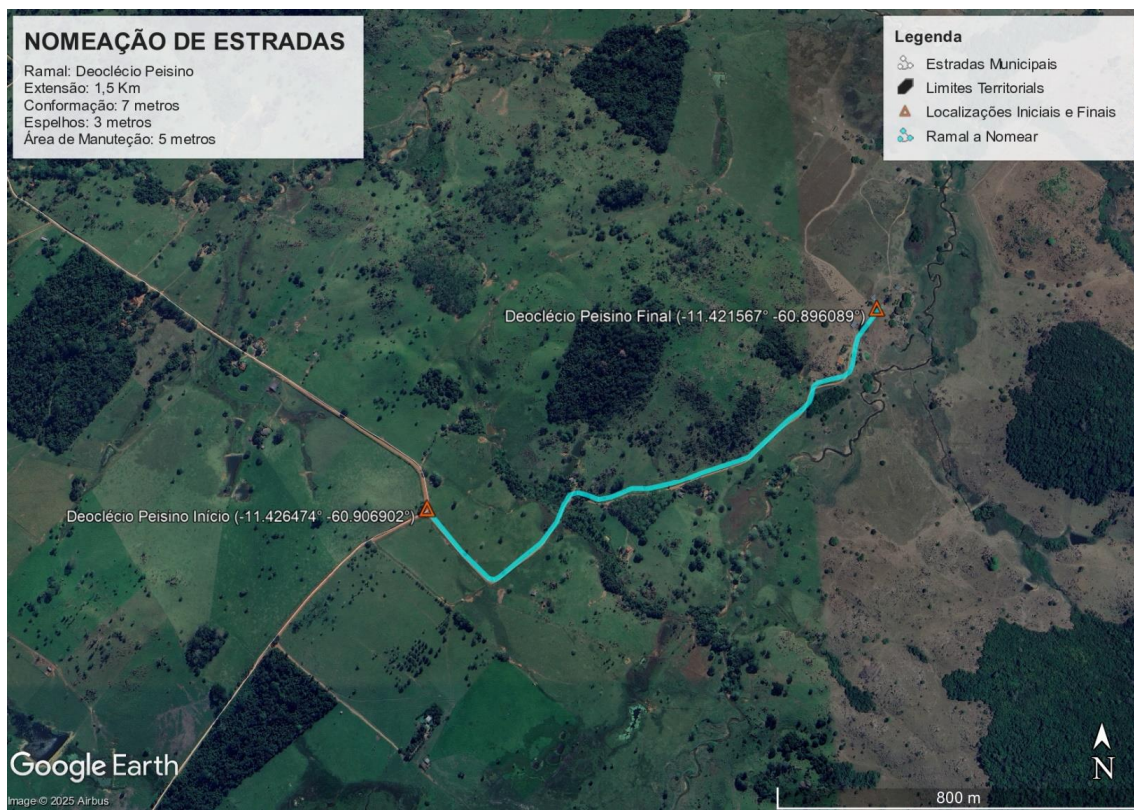 NOMEAÇÃO DE ESTRADAS
Ramal: Deoclécio Peisino
Extensão: 1,5 Km
Conformação: 7 metros
Espelhos: 3 metros
Área de Manuteção: 5 metros
Legenda
Estradas Municipais
Limites Territorials
Localizações Iniciais e Finais
Ramal a Nomear
Deoclécio Peisino Final (-11.421567° -60.896089°)
Deoclécio Peisino Início (-11.426474° -60.906902°)
Google Earth
Image © 2025 Airbus
800 m
N